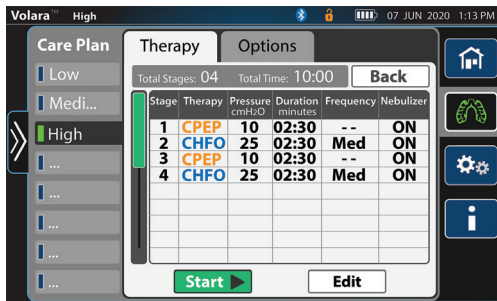 Volara™ High 07 JUN 2020 1:13 PM
Care Plan
Low
Medi...
High
...
...
...
...
...
Therapy Options
Total Stages: 04 Total Time: 10:00 Back
Stage Therapy Pressure cmH2O Duration minutes Frequency Nebulizer
1 CPEP 10 02:30 -- ON
2 CHFO 25 02:30 Med ON
3 CPEP 10 02:30 -- ON
4 CHFO 25 02:30 Med ON
Start Edit